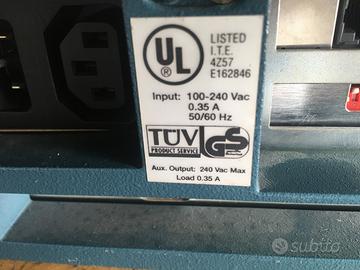 UL
LISTED
I.T.E.
4Z57
E162846
Input: 100-240 Vac
0.35 A
50/60 Hz
TÜV
PRODUCT SERVICE
GS
Aux. Output: 240 Vac Max
Load 0.35 A
subito